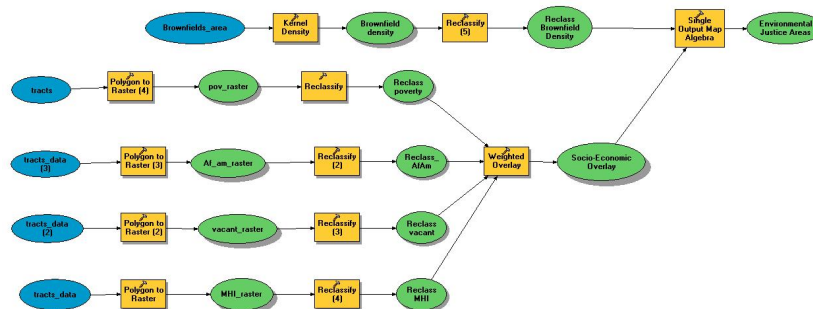 Brownfields_area
Kernel
Density
Brownfield
density
Reclassify
(5)
Reclass
Brownfield
Density
Single
Output Map
Algebra
Environmental
Justice Areas
tracts
Polygon to
Raster (4)
pov_raster
Reclassify
Reclass
poverty
tracts_data
(3)
Polygon to
Raster (3)
Af_am_raster
Reclassify
(2)
Reclass_
AfAm
Weighted
Overlay
Socio-Economic
Overlay
tracts_data
(2)
Polygon to
Raster (2)
vacant_raster
Reclassify
(3)
Reclass
vacant
tracts_data
Polygon to
Raster
MHI_raster
Reclassify
(4)
Reclass
MHI